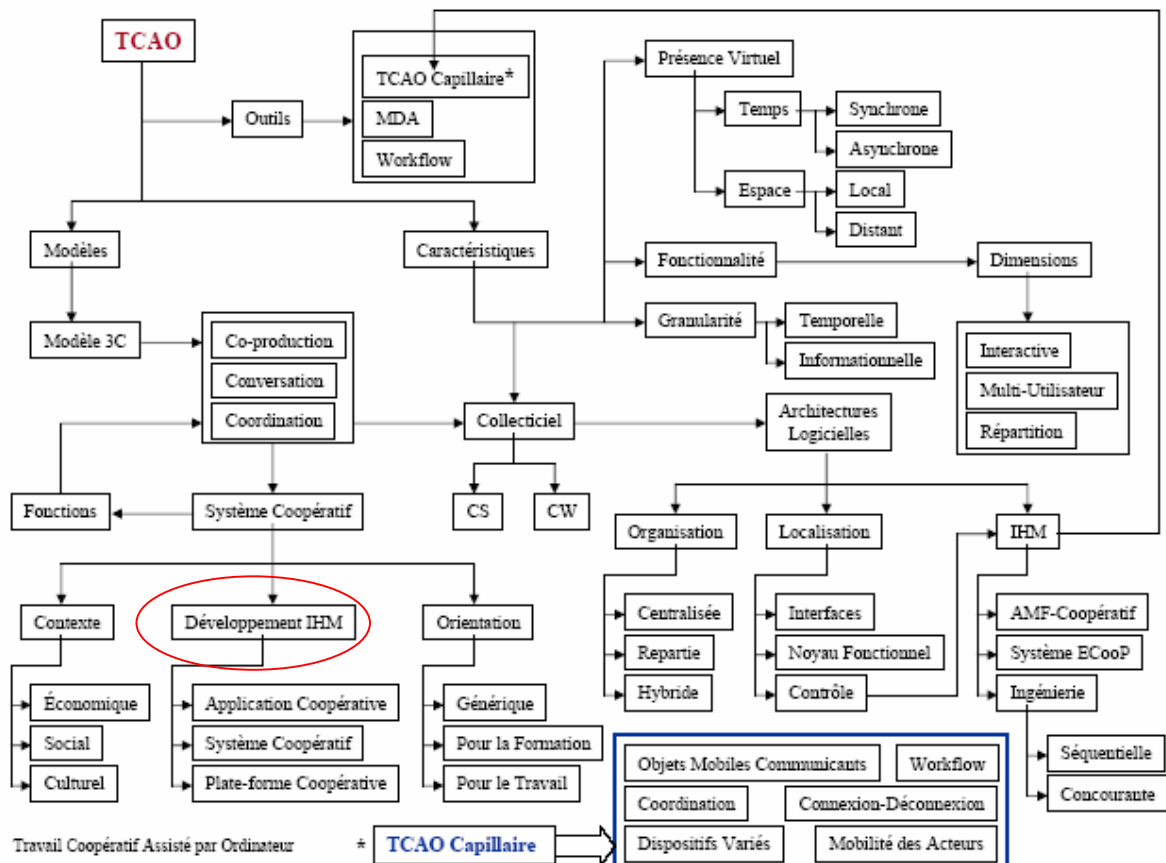 TCAO
Outils
TCAO Capillaire*
MDA
Workflow
Présence Virtuel
Temps
Synchrone
Asynchrone
Espace
Local
Distant
Modèles
Caractéristiques
Fonctionnalité
Dimensions
Modèle 3C
Co-production
Conversation
Coordination
Granularité
Temporelle
Informationnelle
Interactive
Multi-Utilisateur
Répartition
Collecticiel
Architectures
Logicielles
Fonctions
Système Coopératif
CS
CW
Organisation
Localisation
IHM
Contexte
Développement IHM
Orientation
Centralisée
Repartie
Hybride
Interfaces
Noyau Fonctionnel
Contrôle
AMF-Coopératif
Système ECooP
Ingénierie
Économique
Social
Culturel
Application Coopérative
Système Coopératif
Plate-forme Coopérative
Générique
Pour la Formation
Pour le Travail
Séquentielle
Concourante
Objets Mobiles Communicants
Workflow
Coordination
Connexion-Déconnexion
Dispositifs Variés
Mobilité des Acteurs
Travail Coopératif Assisté par Ordinateur
* TCAO Capillaire